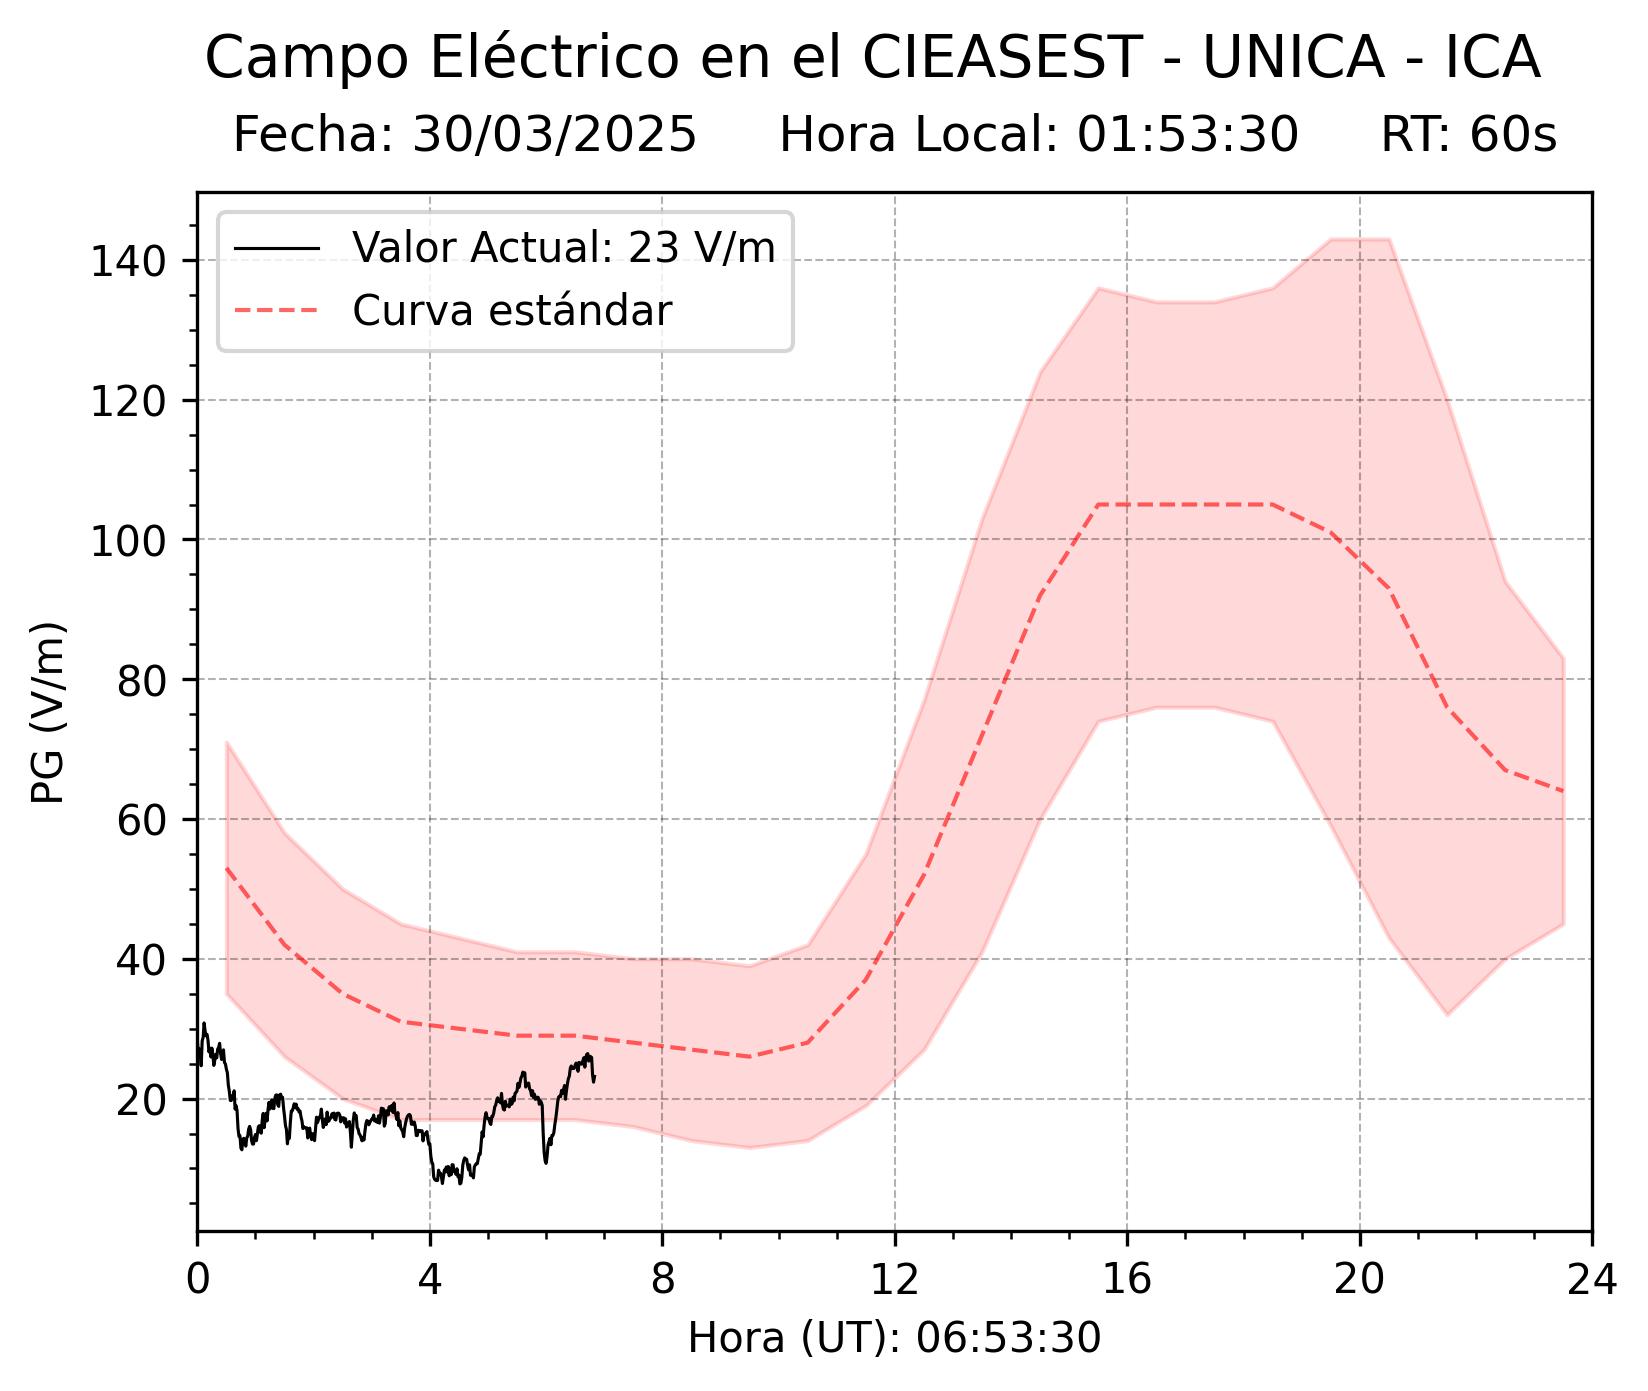 Campo Eléctrico en el CIEASEST - UNICA - ICA
Fecha: 30/03/2025 Hora Local: 01:53:30 RT: 60s
Valor Actual: 23 V/m
Curva estándar
140
120
100
80
60
40
20
PG (V/m)
0 4 8 12 16 20 24
Hora (UT): 06:53:30